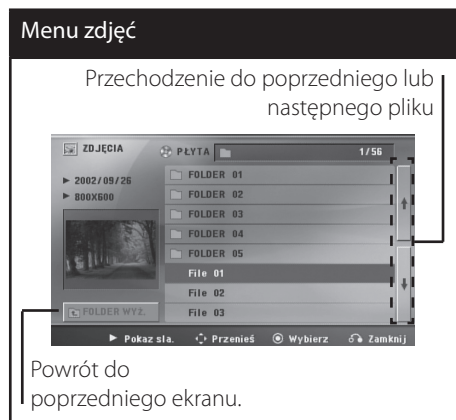 Menu zdjęć
Przechodzenie do poprzedniego lub
następnego pliku
ZDJĘCIA
PŁYTA
1/56
2002/09/26
800X600
FOLDER 01
FOLDER 02
FOLDER 03
FOLDER 04
FOLDER 05
File 01
File 02
File 03
FOLDER WYŻ.
Pokaz sla. Przenieś Wybierz Zamknij
Powrót do
poprzedniego ekranu.